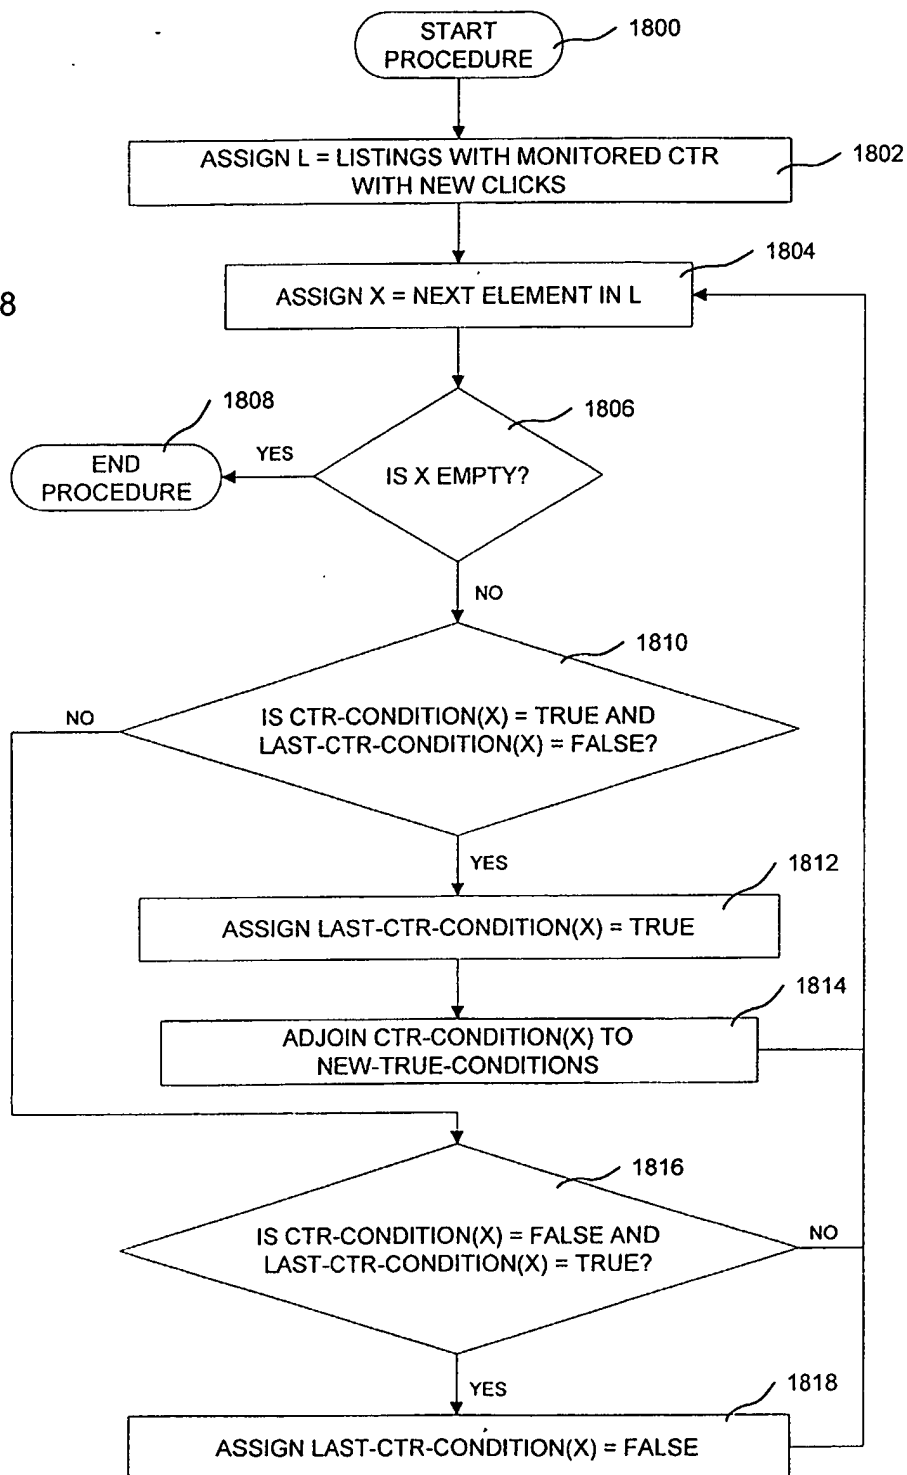 START
PROCEDURE
1800
ASSIGN L = LISTINGS WITH MONITORED CTR
WITH NEW CLICKS
1802
8
ASSIGN X = NEXT ELEMENT IN L
1804
1806
IS X EMPTY?
YES
1808
END
PROCEDURE
NO
1810
NO
IS CTR-CONDITION(X) = TRUE AND
LAST-CTR-CONDITION(X) = FALSE?
YES
1812
ASSIGN LAST-CTR-CONDITION(X) = TRUE
1814
ADJOIN CTR-CONDITION(X) TO
NEW-TRUE-CONDITIONS
1816
IS CTR-CONDITION(X) = FALSE AND
LAST-CTR-CONDITION(X) = TRUE?
NO
YES
1818
ASSIGN LAST-CTR-CONDITION(X) = FALSE